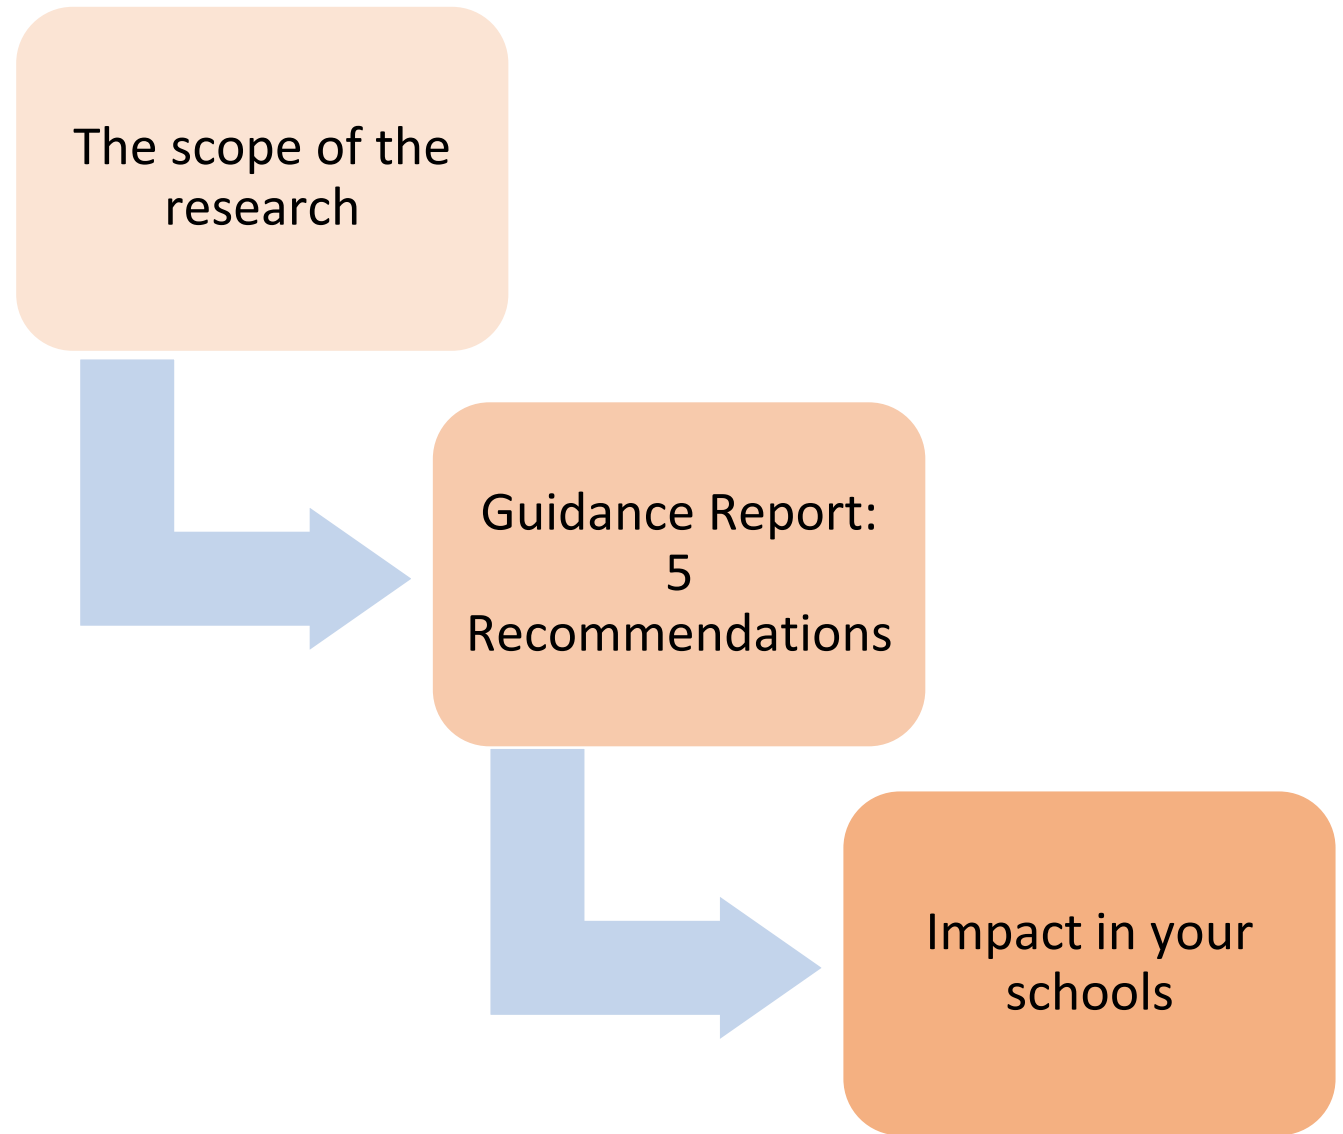 The scope of the
research
Guidance Report:
5
Recommendations
Impact in your
schools